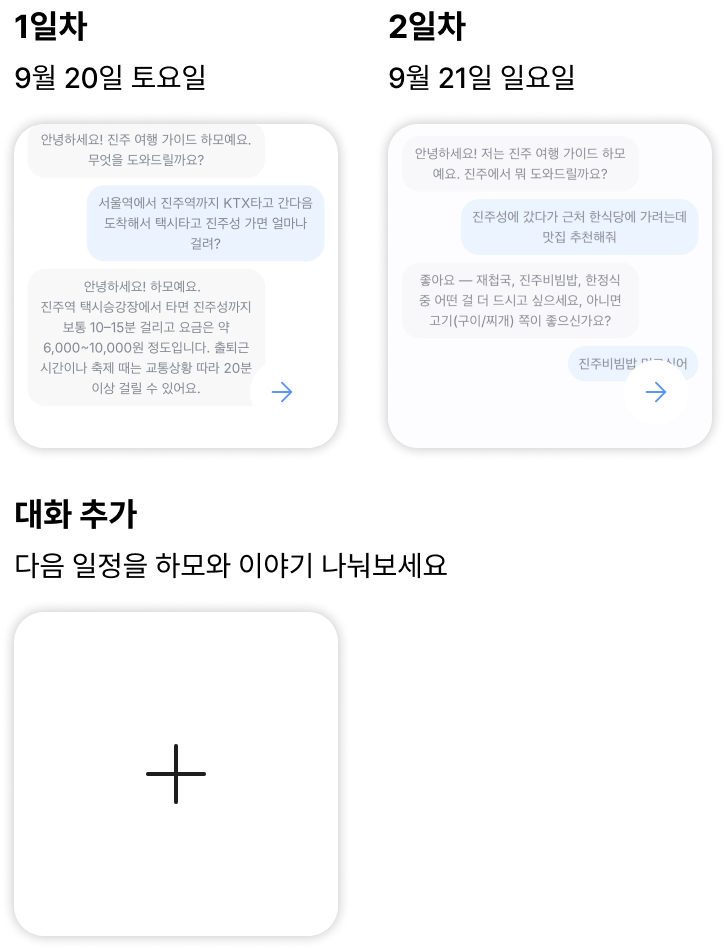 1일차
9월 20일 토요일
안녕하세요! 진주 여행 가이드 하모예요.
무엇을 도와드릴까요?
서울역에서 진주역까지 KTX타고 간다음
도착해서 택시타고 진주성 가면 얼마나
걸려?
안녕하세요! 하모예요.
진주역 택시승강장에서 타면 진주성까지
보통 10–15분 걸리고 요금은 약
6,000~10,000원 정도입니다. 출퇴근
시간이나 축제 때는 교통상황 따라 20분
이상 걸릴 수 있어요.
2일차
9월 21일 일요일
안녕하세요! 저는 진주 여행 가이드 하모
예요. 진주에서 뭐 도와드릴까요?
진주성에 갔다가 근처 한식당에 가려는데
맛집 추천해줘
좋아요 — 재첩국, 진주비빔밥, 한정식
중 어떤 걸 더 드시고 싶으세요, 아니면
고기(구이/찌개) 쪽이 좋으신가요?
진주비빔밥
대화 추가
다음 일정을 하모와 이야기 나눠보세요